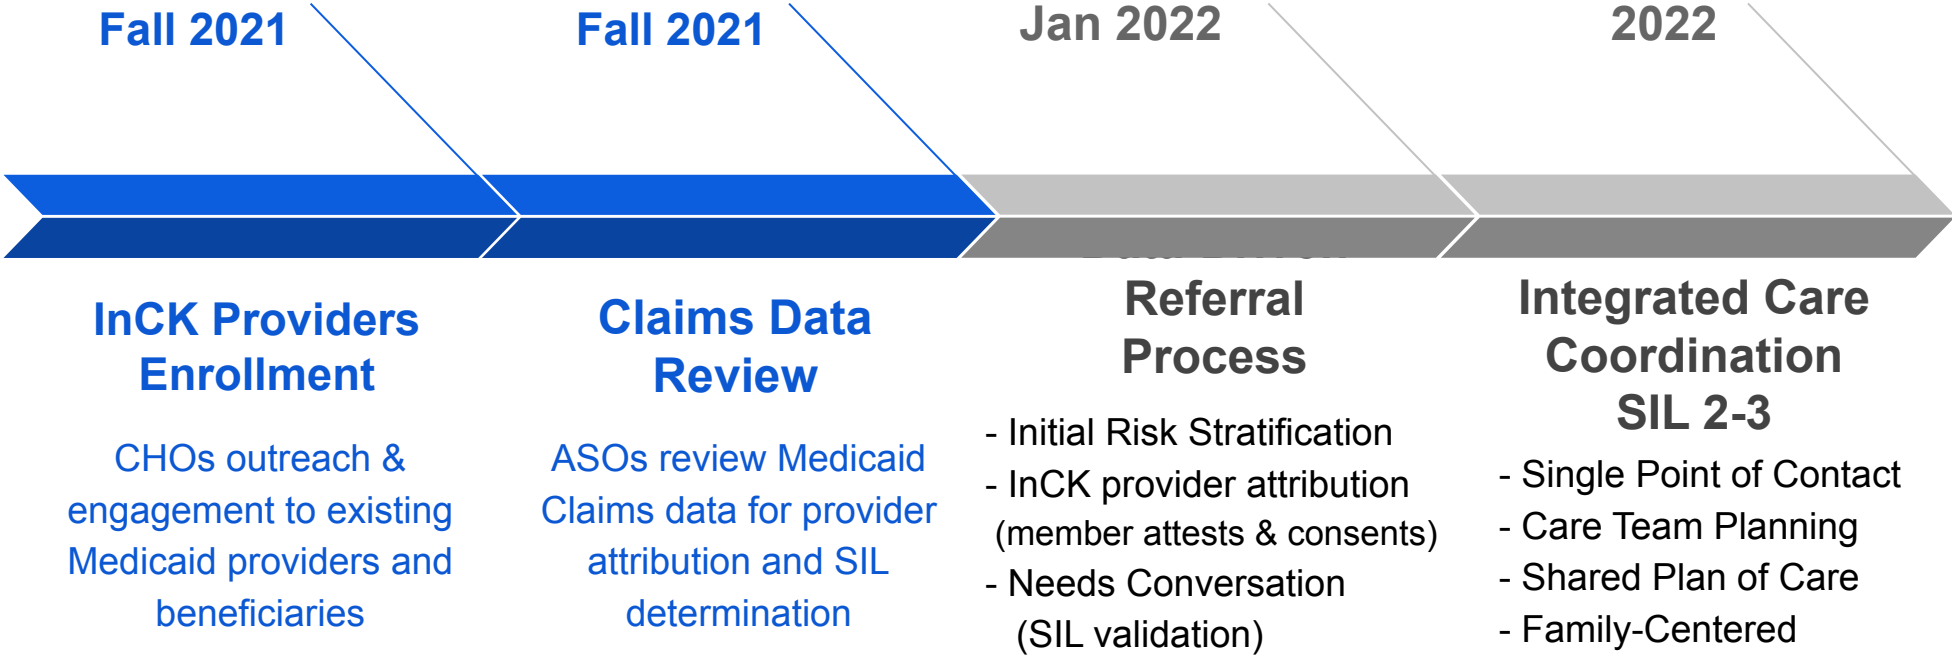 Fall 2021
Fall 2021
Jan 2022
2022
InCK Providers
Enrollment
CHOs outreach &
engagement to existing
Medicaid providers and
beneficiaries
Claims Data
Review
ASOs review Medicaid
Claims data for provider
attribution and SIL
determination
Referral
Process
- Initial Risk Stratification
- InCK provider attribution
(member attests & consents)
- Needs Conversation
(SIL validation)
Integrated Care
Coordination
SIL 2-3
- Single Point of Contact
- Care Team Planning
- Shared Plan of Care
- Family-Centered